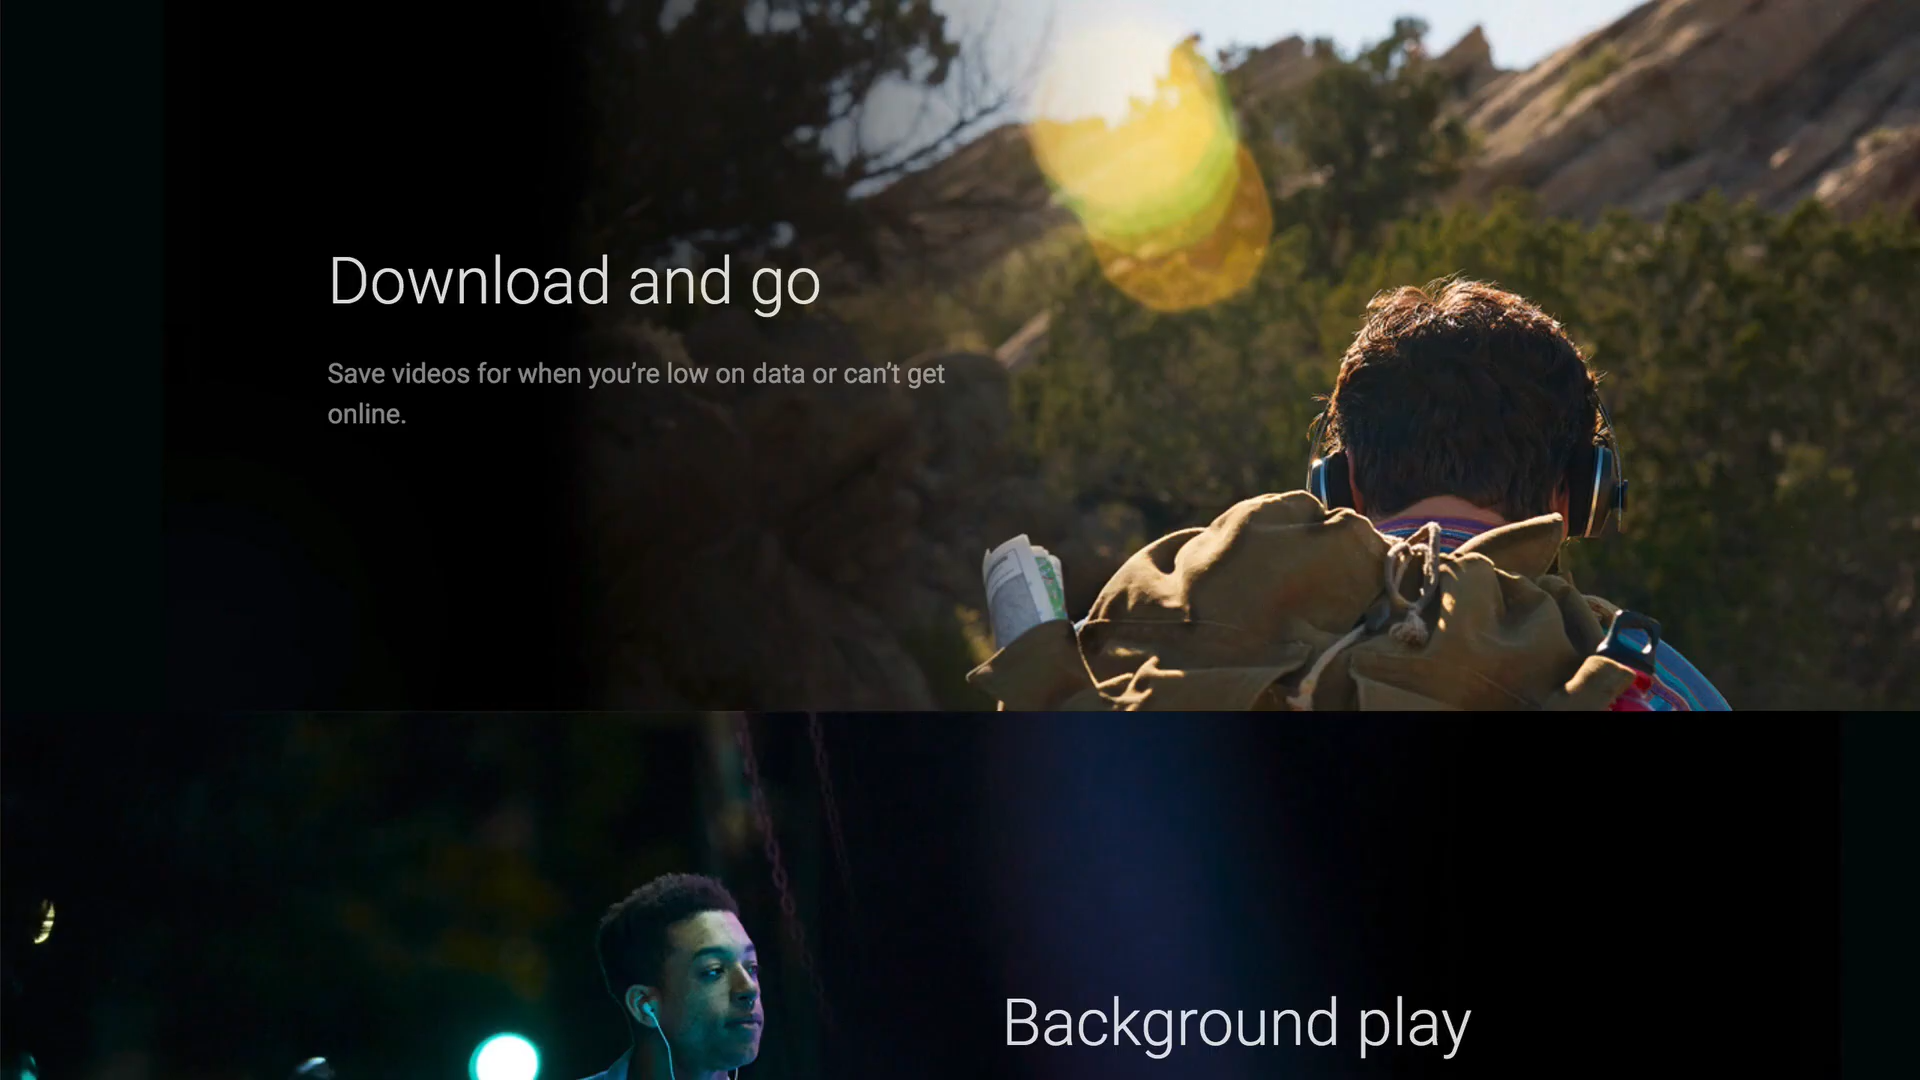 Download and go
Save videos for when you’re low on data or can’t get
online.
Background play